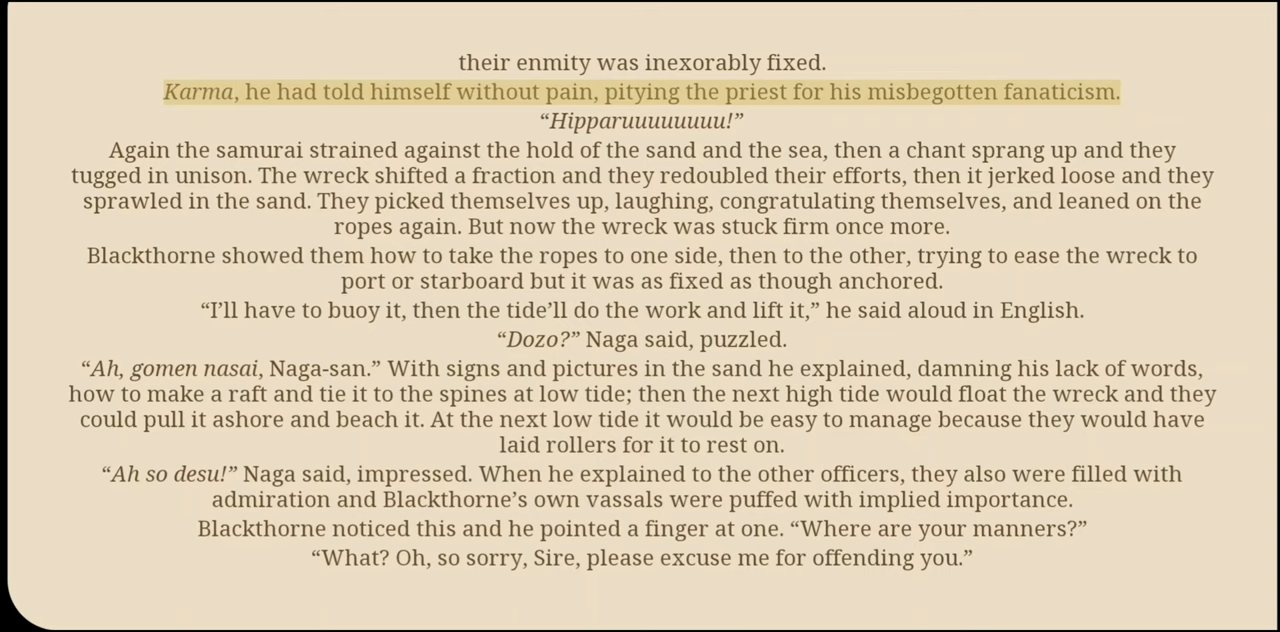 their enmity was inexorably fixed.
Karma, he had told himself without pain, pitying the priest for his misbegotten fanaticism.
“Hipparuuuuuuuu!”
Again the samurai strained against the hold of the sand and the sea, then a chant sprang up and they
tugged in unison. The wreck shifted a fraction and they redoubled their efforts, then it jerked loose and they
sprawled in the sand. They picked themselves up, laughing, congratulating themselves, and leaned on the
ropes again. But now the wreck was stuck firm once more.
Blackthorne showed them how to take the ropes to one side, then to the other, trying to ease the wreck to
port or starboard but it was as fixed as though anchored.
“I’ll have to buoy it, then the tide’ll do the work and lift it,” he said aloud in English.
“Dozo?” Naga said, puzzled.
“Ah, gomen nasai, Naga-san.” With signs and pictures in the sand he explained, damning his lack of words,
how to make a raft and tie it to the spines at low tide; then the next high tide would float the wreck and they
could pull it ashore and beach it. At the next low tide it would be easy to manage because they would have
laid rollers for it to rest on.
“Ah so desu!” Naga said, impressed. When he explained to the other officers, they also were filled with
admiration and Blackthorne’s own vassals were puffed with implied importance.
Blackthorne noticed this and he pointed a finger at one. “Where are your manners?”
“What? Oh, so sorry, Sire, please excuse me for offending you.”